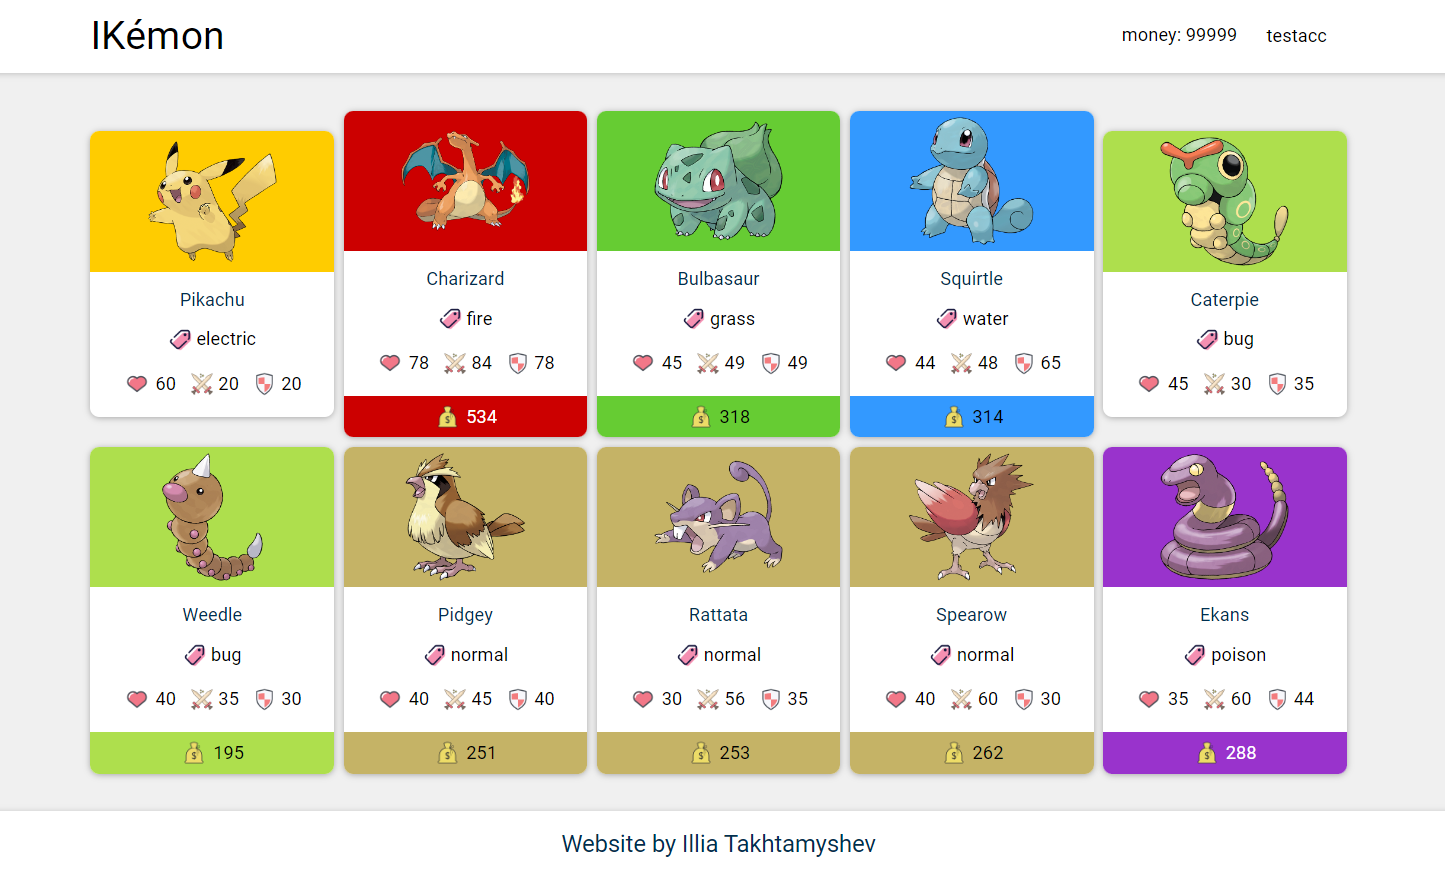 IKémon
money: 99999 testacc
Pikachu
electric
60 20 20
Charizard
fire
78 84 78
534
Bulbasaur
grass
45 49 49
318
Squirtle
water
44 48 65
314
Caterpie
bug
45 30 35
Weedle
bug
40 35 30
195
Pidgey
normal
40 45 40
251
Rattata
normal
30 56 35
253
Spearow
normal
40 60 30
262
Ekans
poison
35 60 44
288
Website by Illia Takhtamyshev